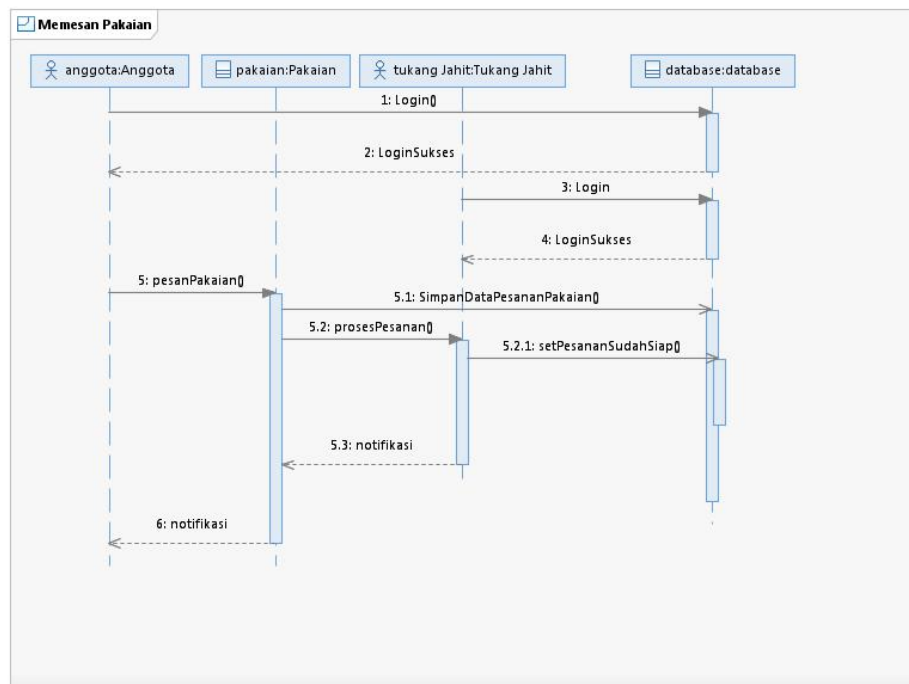 Memesan Pakaian
anggota:Anggota
pakaian:Pakaian
tukang Jahit:Tukang Jahit
database:database
1: Login()
2: LoginSukses
3: Login
4: LoginSukses
5: pesanPakaian()
5.1: SimpanDataPesananPakaian()
5.2: prosesPesanan()
5.2.1: setPesananSudahSiap()
5.3: notifikasi
6: notifikasi